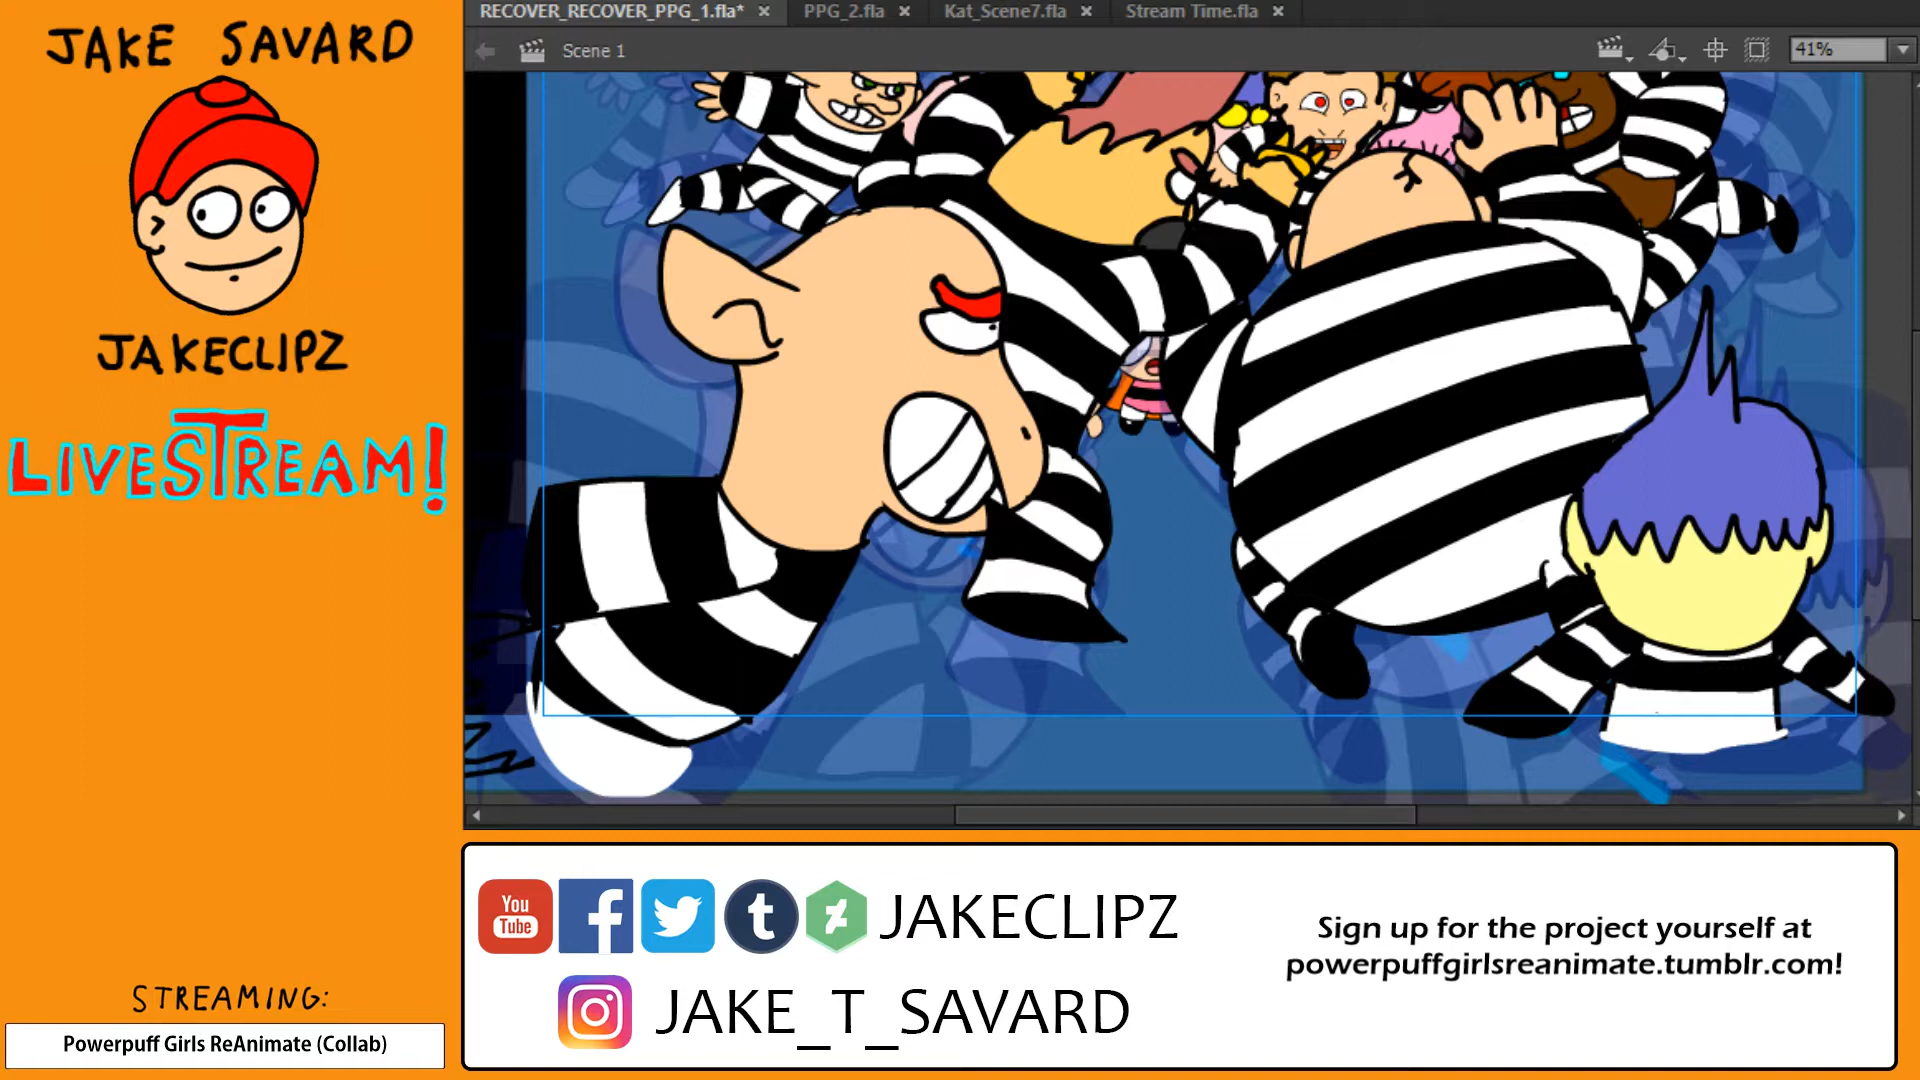 JAKE SAVARD
JAKECLIPZ
LIVESTREAM!
STREAMING:
Powerpuff Girls ReAnimate (Collab)
RECOVER_RECOVER_PPG_1.fla*
PPG_2.fla
Kat_Scene7.fla
Stream Time.fla
Scene 1
41%
You
Tube
f
t
JAKECLIPZ
JAKE_T_SAVARD
Sign up for the project yourself at
powerpuffgirlsreanimate.tumblr.com!